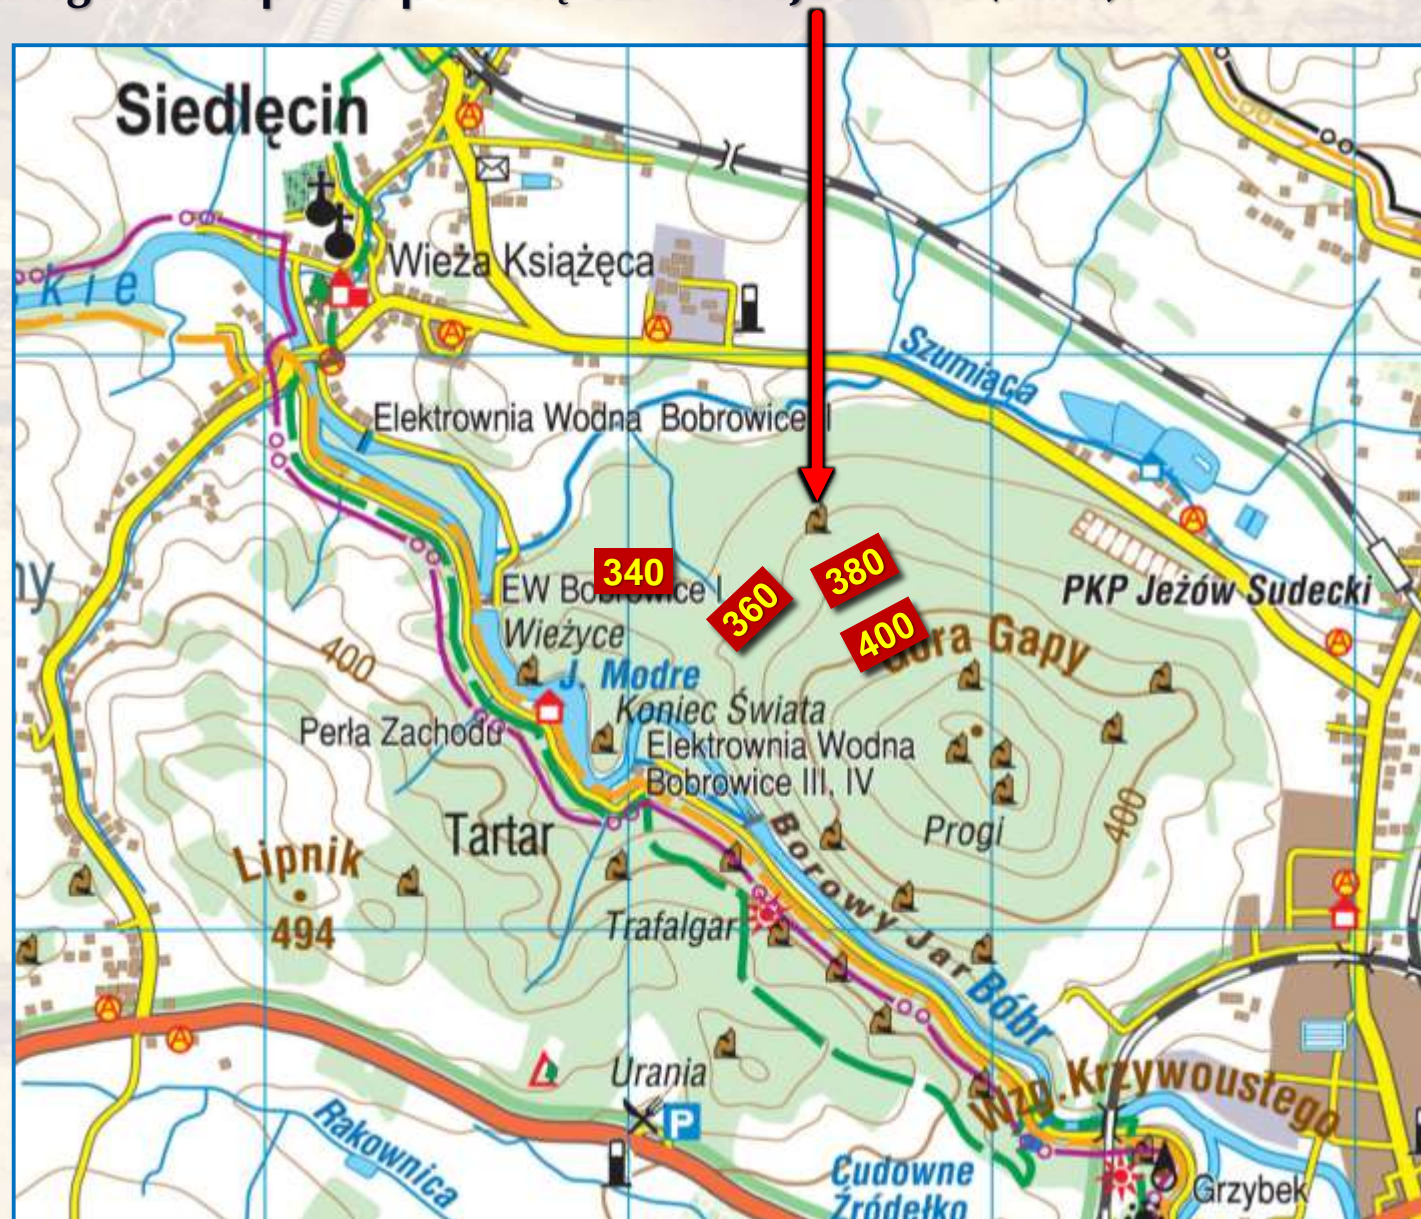 Siedlęcin
Wieża Książęca
kie
Szumiąca
Elektrownia Wodna Bobrowice II
340
360
380
400
EW Bobrowice I
PKP Jeżów Sudecki
Wieżyce
Góra Gapy
400
J. Modre
Koniec Świata
Perła Zachodu
Elektrownia Wodna
Bobrowice III, IV
Tartar
Progi
400
Lipnik
494
Borowy Jar
Trafalgar
Bóbr
Urania
P
Wzg. Krzywoustego
Rakownica
Cudowne
Źródełko
Grzybek